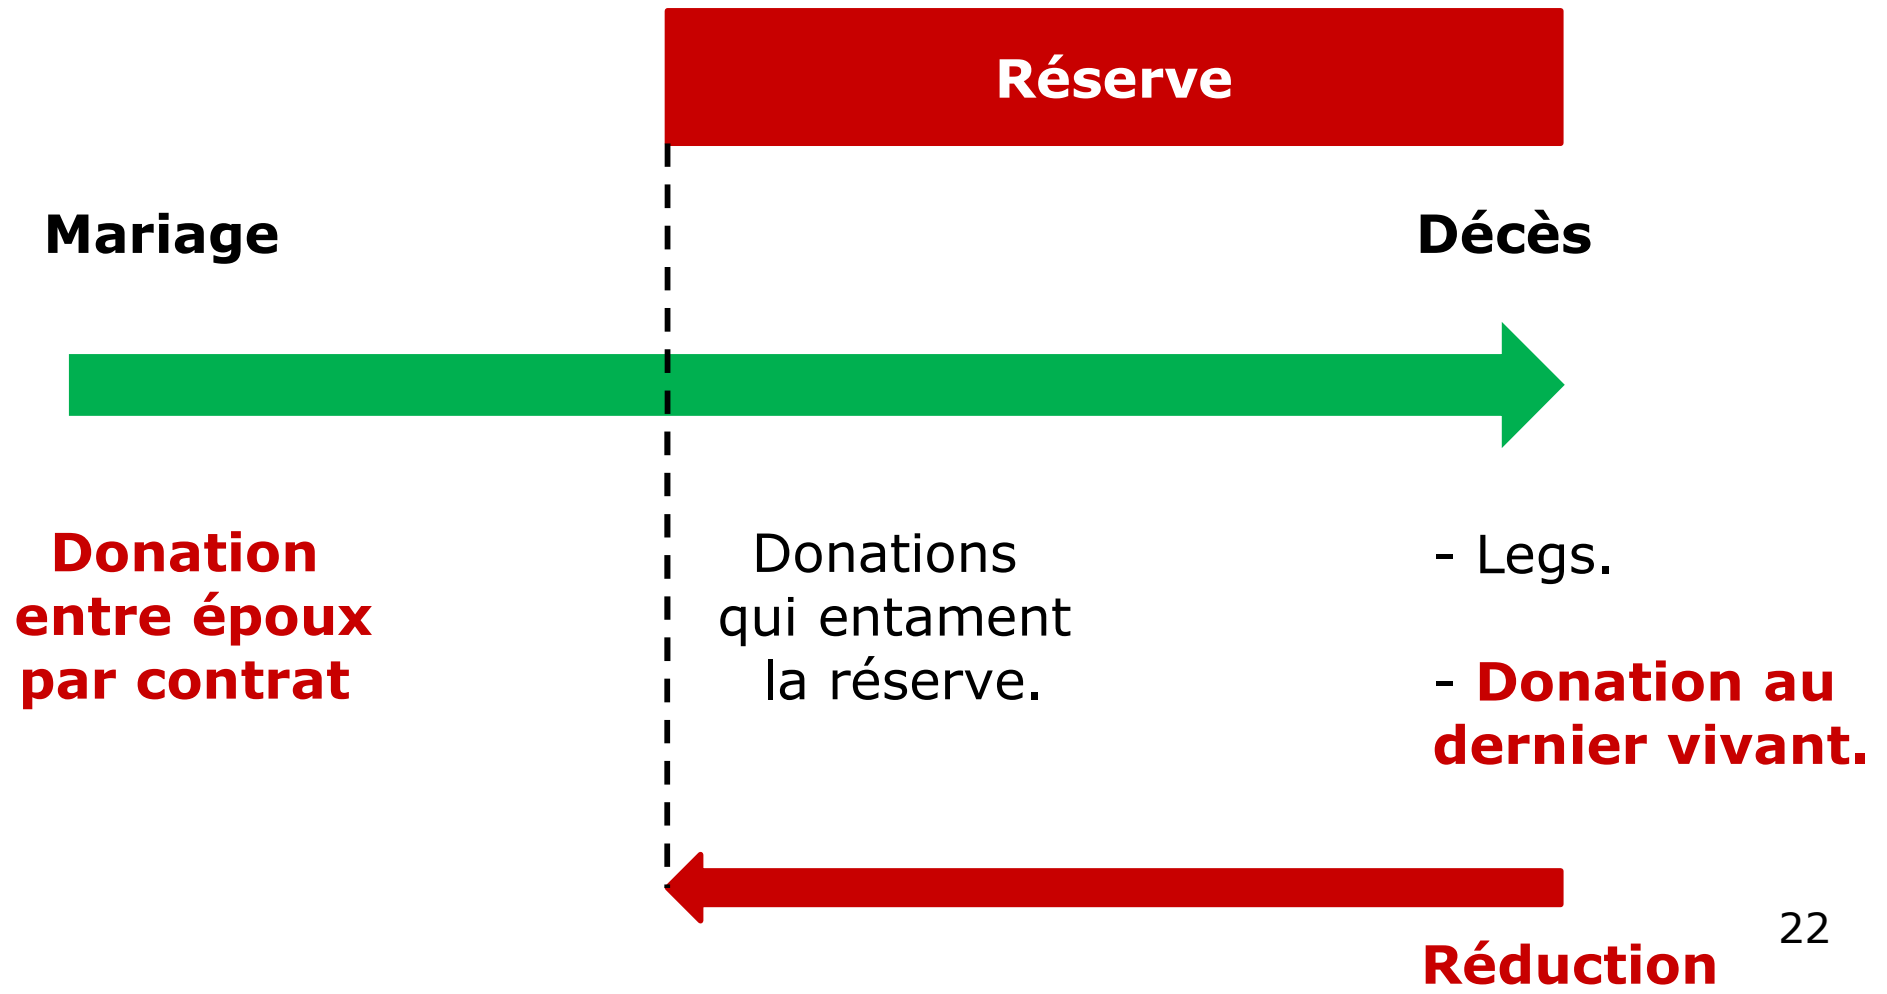 Réserve
Mariage
Décès
Donation
entre époux
par contrat
Donations
qui entament
la réserve.
- Legs.
- Donation au
dernier vivant.
22
Réduction